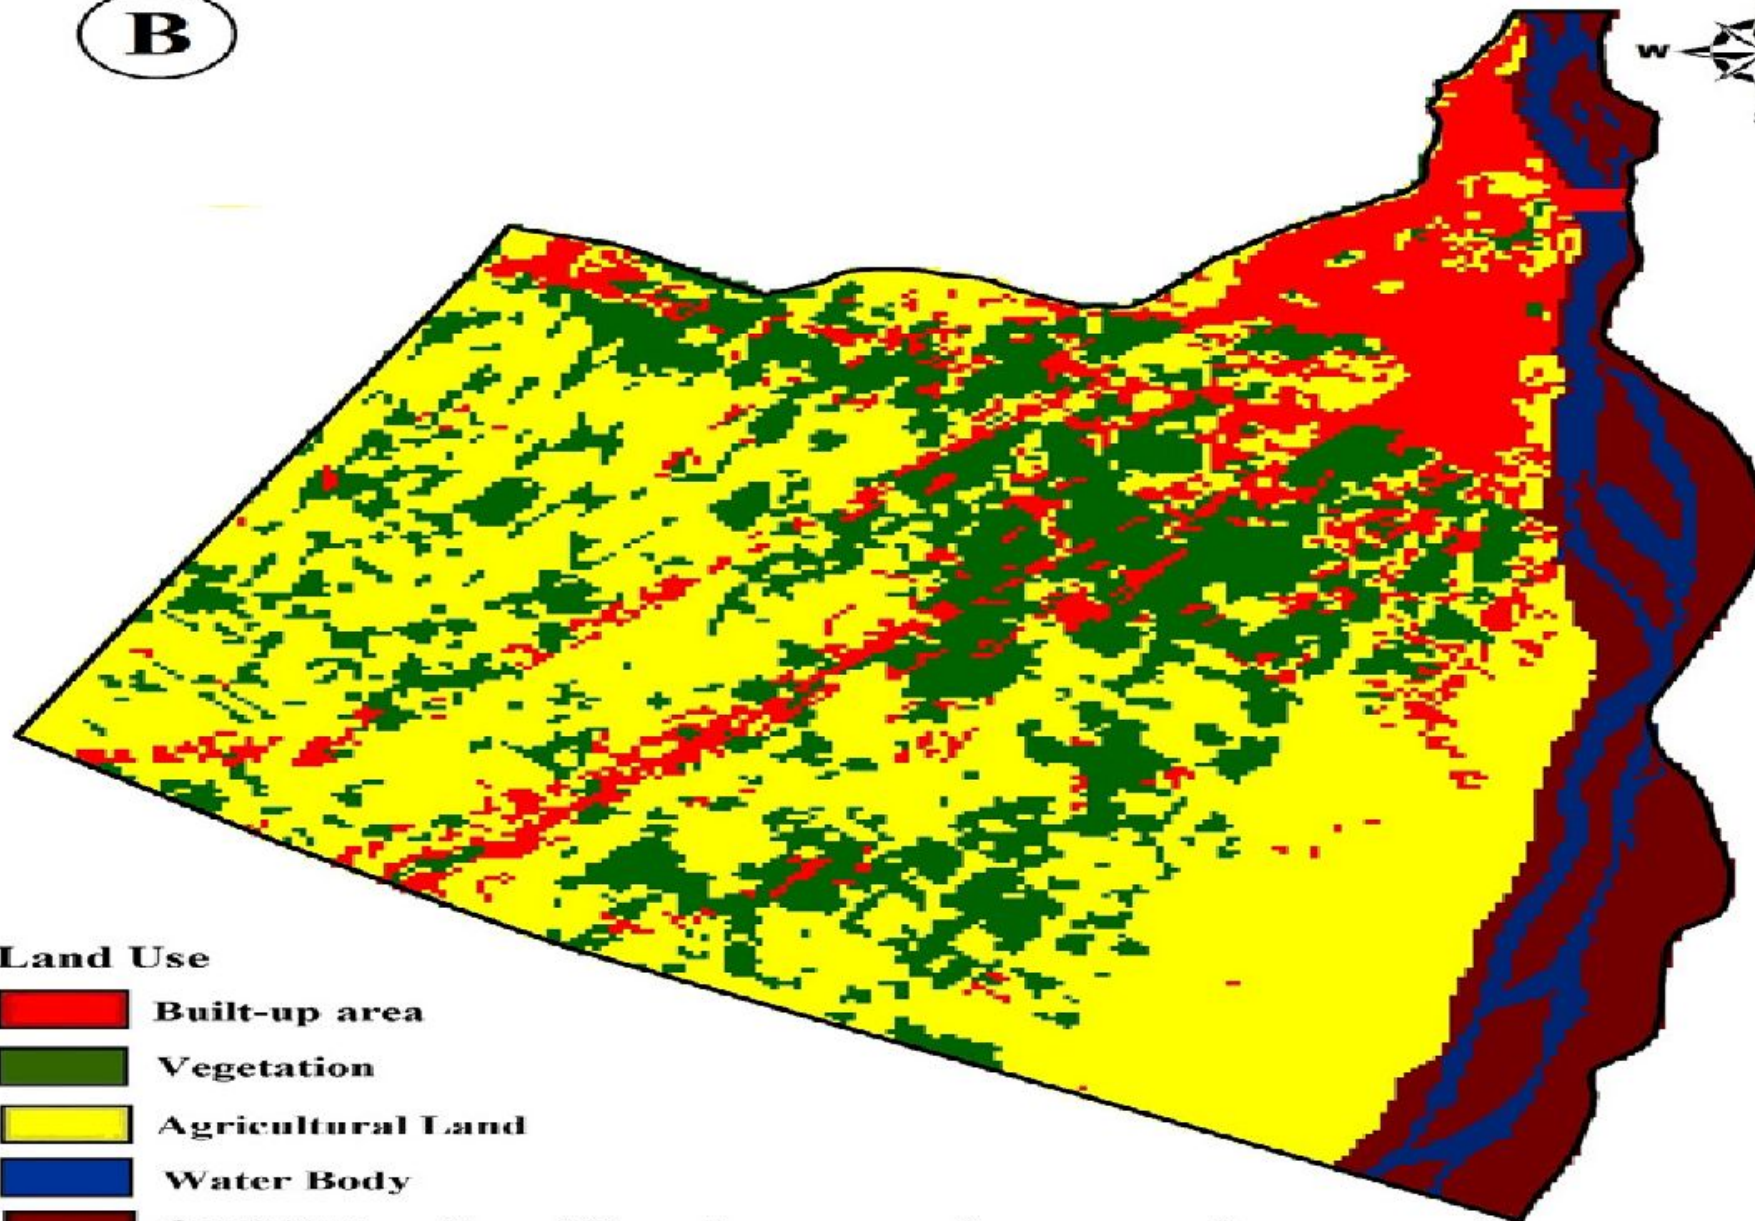 B
W
Land Use
Built-up area
Vegetation
Agricultural Land
Water Body